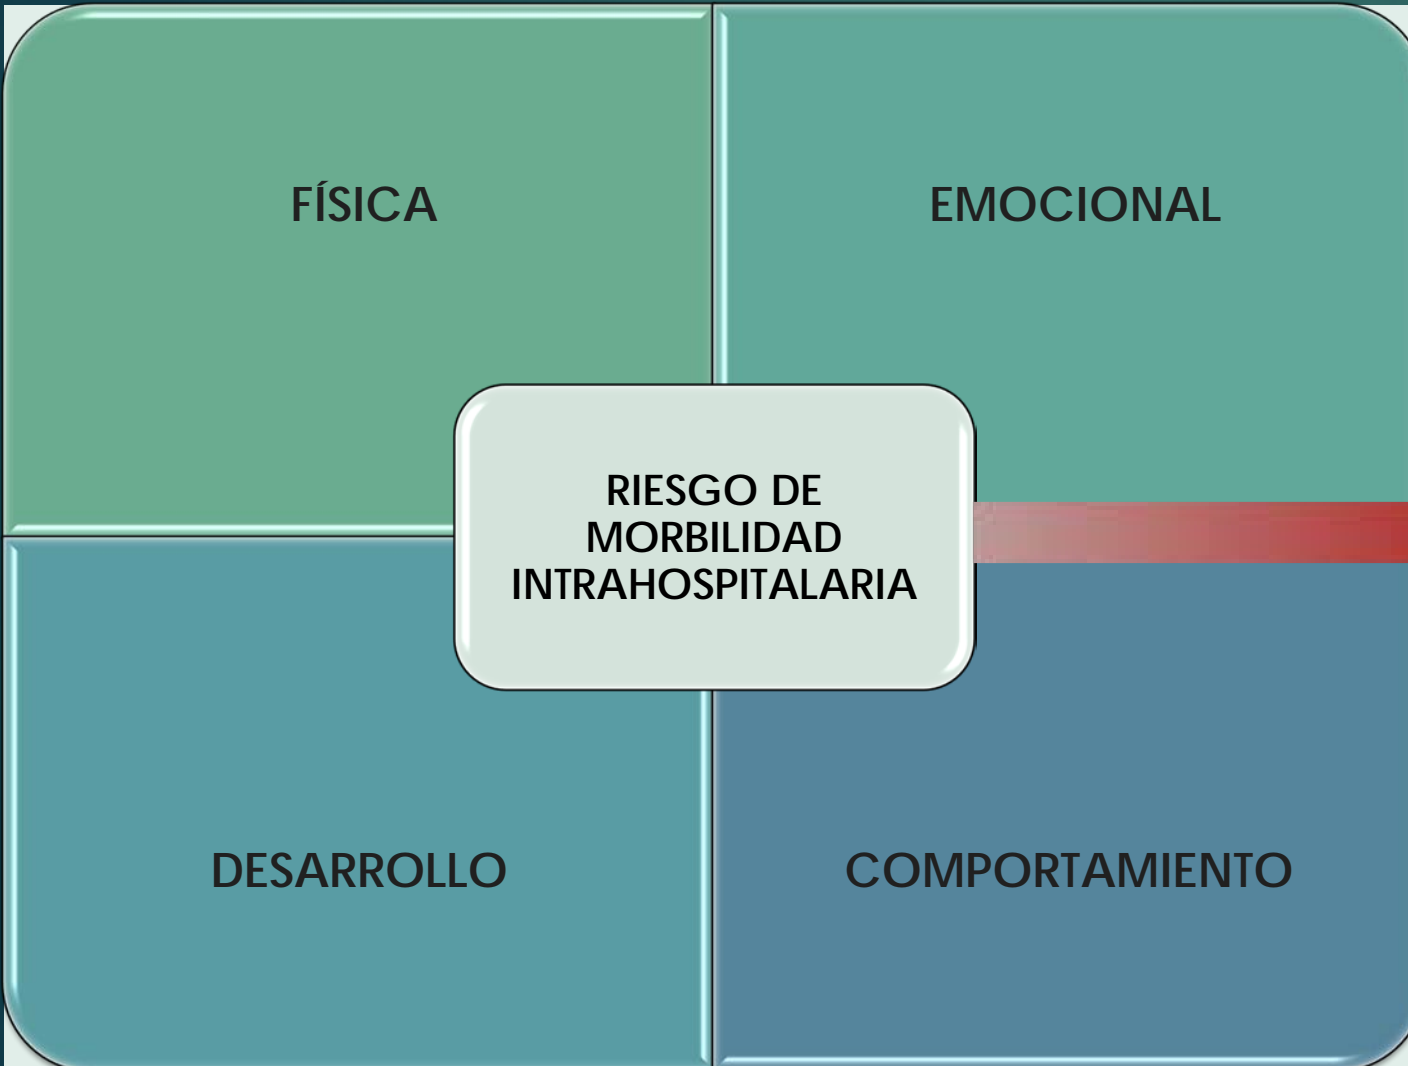 FÍSICA
EMOCIONAL
RIESGO DE
MORBILIDAD
INTRAHOSPITALARIA
DESARROLLO
COMPORTAMIENTO